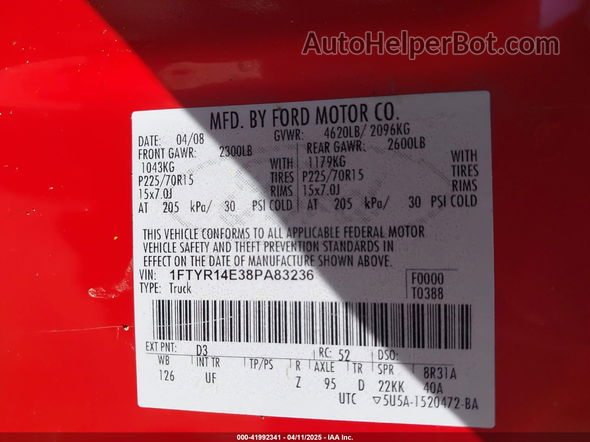 AutoHelperBot.com
MFD. BY FORD MOTOR CO.
DATE: 04/08 GVWR: 4620LB/ 2096KG
FRONT GAWR: 2300LB REAR GAWR: 2600LB
1043KG WITH 1179KG WITH
P225/70R15 TIRES P225/70R15 TIRES
15x7.0J RIMS 15x7.0J RIMS
AT 205 kPa/ 30 PSI COLD AT 205 kPa/ 30 PSI COLD
THIS VEHICLE CONFORMS TO ALL APPLICABLE FEDERAL MOTOR
VEHICLE SAFETY AND THEFT PREVENTION STANDARDS IN
EFFECT ON THE DATE OF MANUFACTURE SHOWN ABOVE.
VIN: 1FTYR14E38PA83236 F0000
TYPE: Truck T0388
EXT PNT: D3 RC: 52 DSO:
WB INT TR TP/PS R AXLE TR SPR 8R31A
126 UF Z 95 D 22KK 40A
UTC ▽5U5A-1520472-BA
000-41992341 - 04/11/2025 - IAAI, Inc.